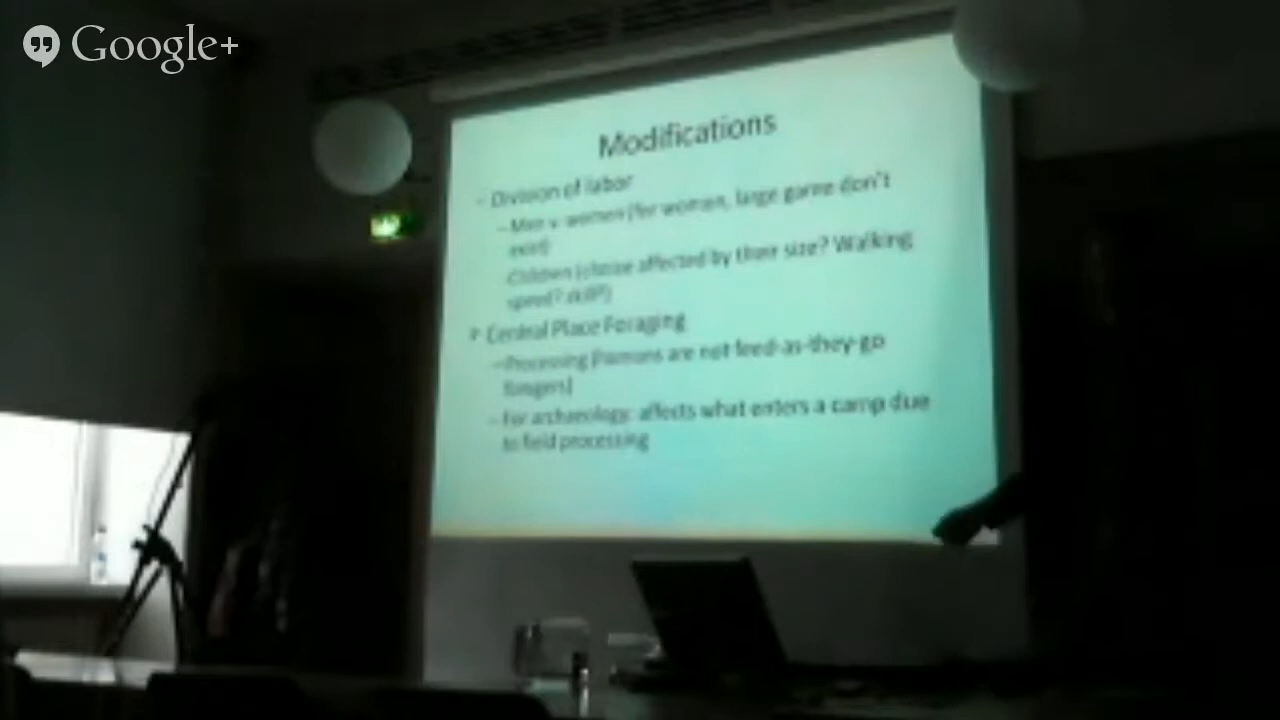 Google+
Modifications
Division of labor
– Men v. women (for women, large game don't
exist)
Children (choice affected by their size? Walking
speed? skill?)
Central Place Foraging
– Processing (humans are not feed-as-they-go
foragers)
– For archaeology: affects what enters a camp due
to field processing